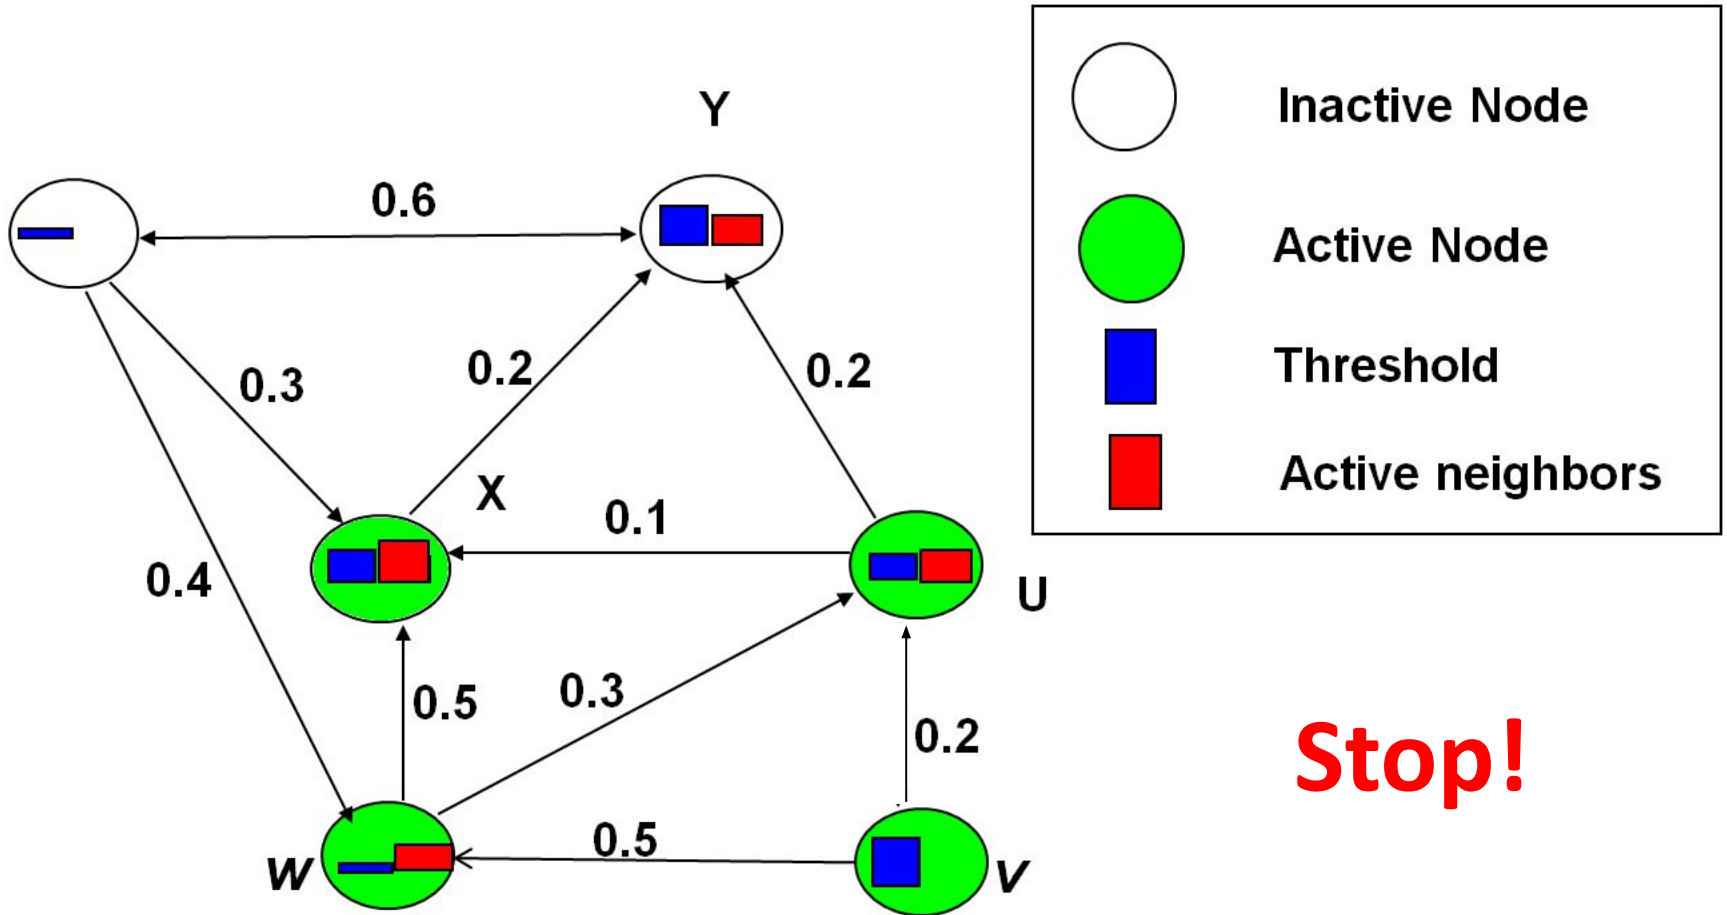 Y
Inactive Node
0.6
Active Node
0.3
0.2
0.2
Threshold
X
0.1
Active neighbors
0.4
U
0.5
0.3
0.2
Stop!
W
0.5
V